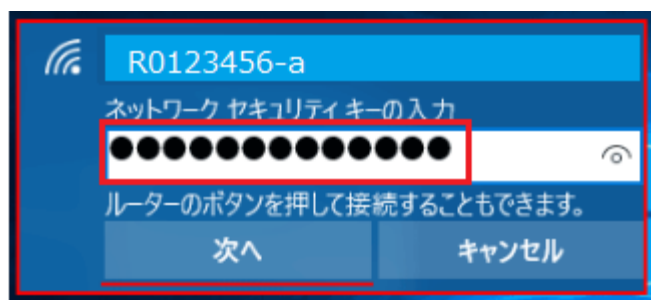 R0123456-a
ネットワーク セキュリティ キーの入力
●●●●●●●●●●●●●
ルーターのボタンを押して接続することもできます。
次へ キャンセル